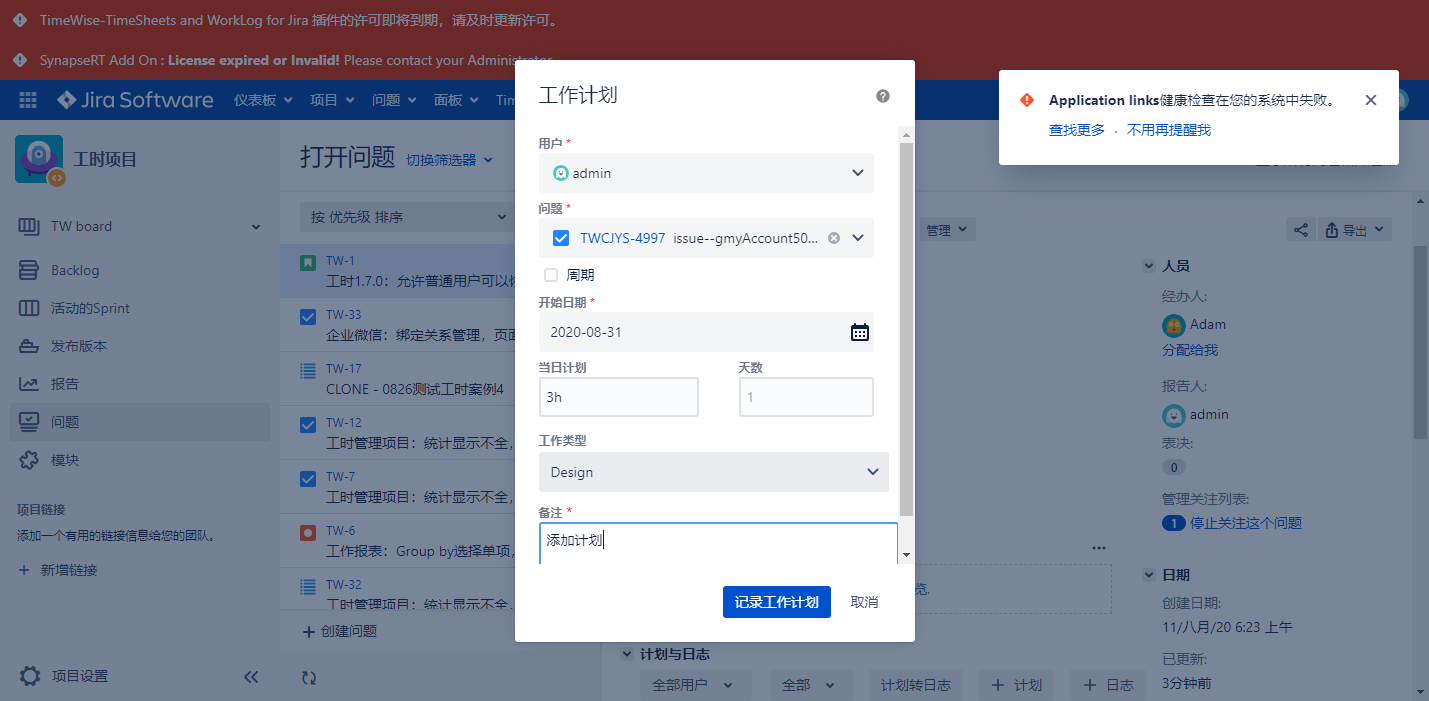 TimeWise-TimeSheets and WorkLog for Jira 插件的许可即将到期，请及时更新许可。
SynapseRT Add On : License expired or Invalid! Please contact your Administrator
Jira Software 仪表板 项目 问题 面板
Application links健康检查在您的系统中失败。
查找更多 · 不用再提醒我
工时项目
TW board
Backlog
活动的Sprint
发布版本
报告
问题
模块
项目链接
添加一个有用的链接信息给您的团队。
新增链接
项目设置
打开问题 切换筛选器
按 优先级 排序
TW-1
工时1.7.0：允许普通用户可以
TW-33
企业微信：绑定关系管理，页面
TW-17
CLONE - 0826测试工时案例4
TW-12
工时管理项目：统计显示不全，
TW-7
工时管理项目：统计显示不全，
TW-6
工作报表：Group by选择单项，
TW-32
工时管理项目：统计显示不全，
创建问题
工作计划
用户 *
admin
问题 *
TWCJYS-4997 issue--gmyAccount50...
周期
开始日期 *
2020-08-31
当日计划 天数
3h 1
工作类型
Design
备注 *
添加计划
记录工作计划 取消
管理
导出
人员
经办人:
Adam
分配给我
报告人:
admin
表决:
0
管理关注列表:
1 停止关注这个问题
览.
日期
创建日期:
11/八月/20 6:23 上午
已更新:
3分钟前
计划与日志
全部用户 全部 计划转日志 计划 日志